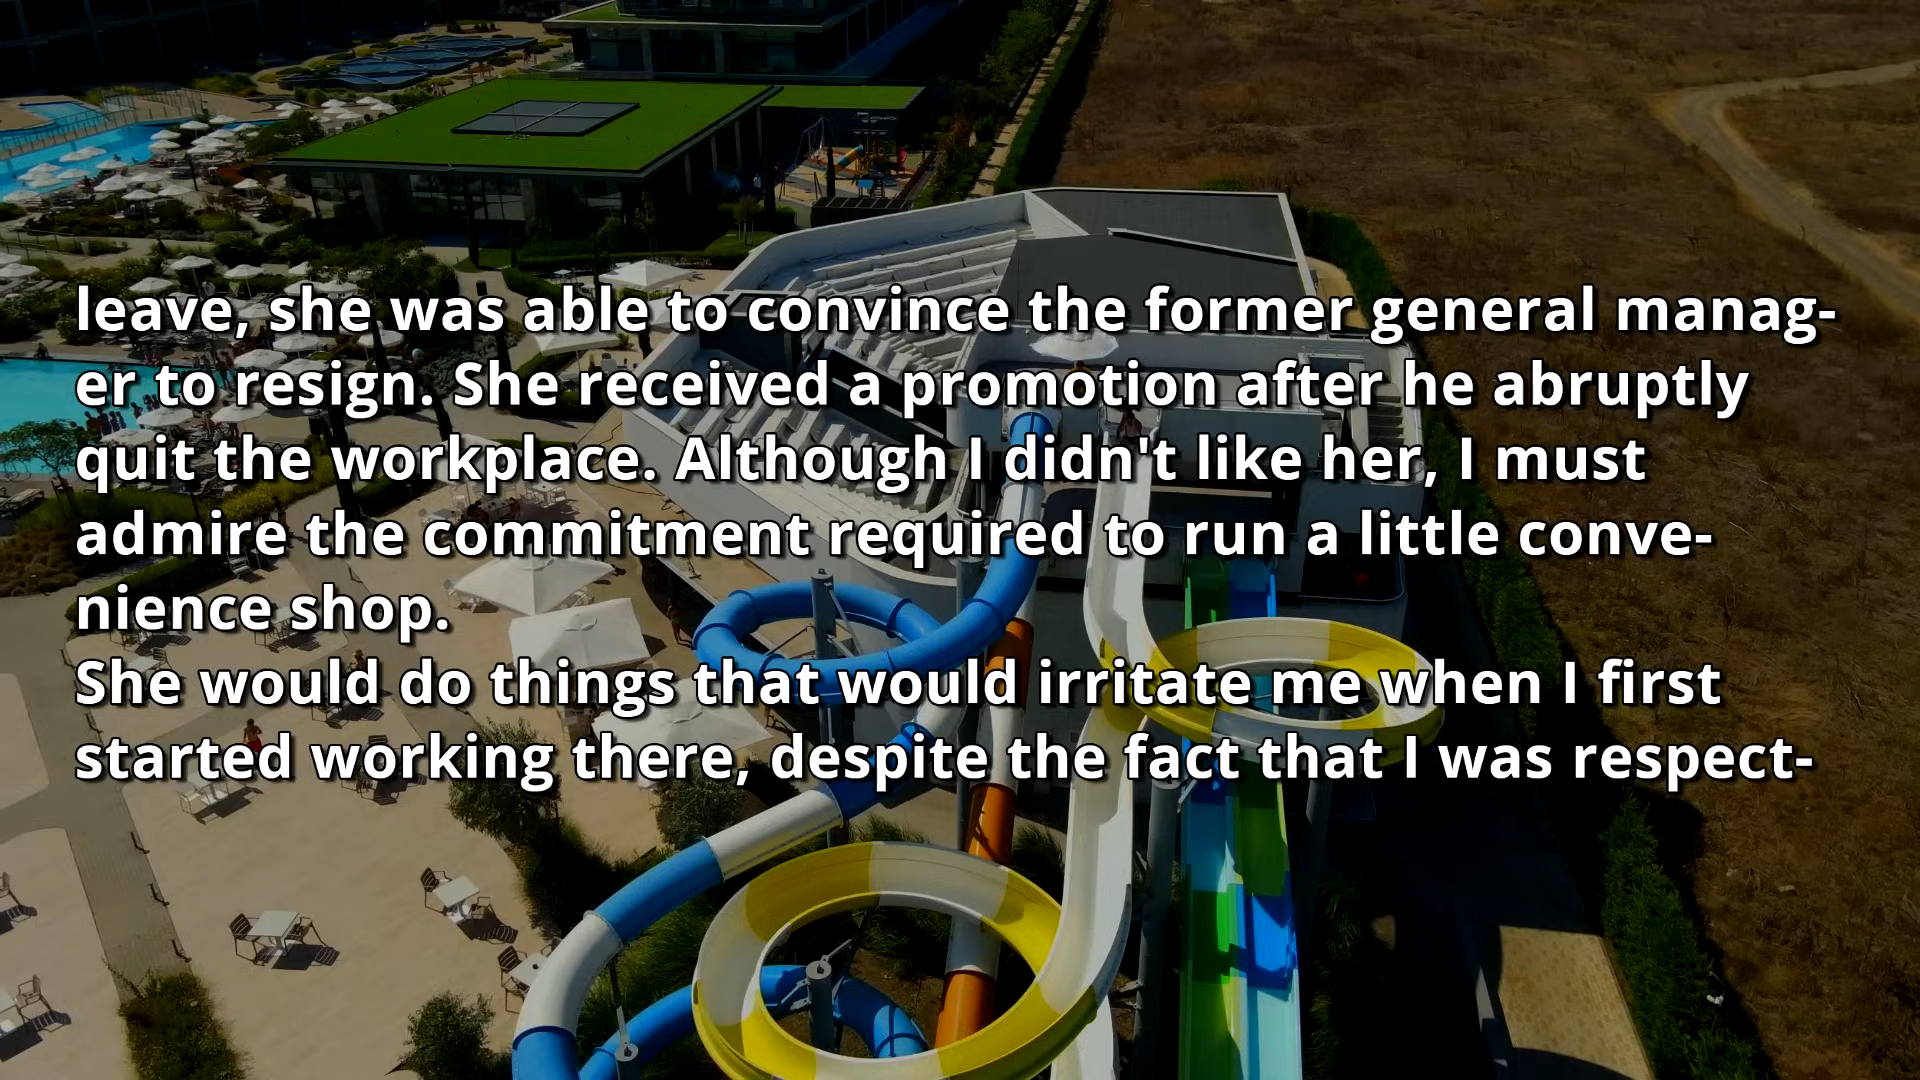 leave, she was able to convince the former general manag-
er to resign. She received a promotion after he abruptly
quit the workplace. Although I didn't like her, I must
admire the commitment required to run a little conve-
nience shop.
She would do things that would irritate me when I first
started working there, despite the fact that I was respect-